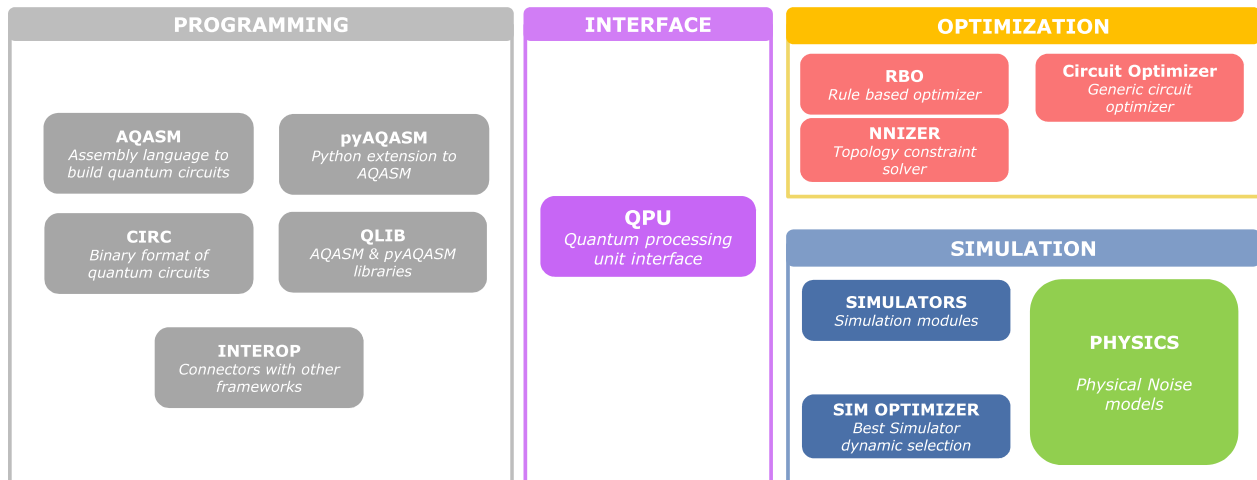 PROGRAMMING
AQASM
Assembly language to
build quantum circuits
pyAQASM
Python extension to
AQASM
CIRC
Binary format of
quantum circuits
QLIB
AQASM & pyAQASM
libraries
INTEROP
Connectors with other
frameworks
INTERFACE
QPU
Quantum processing
unit interface
OPTIMIZATION
RBO
Rule based optimizer
Circuit Optimizer
Generic circuit
optimizer
NNIZER
Topology constraint
solver
SIMULATION
SIMULATORS
Simulation modules
PHYSICS
Physical Noise
models
SIM OPTIMIZER
Best Simulator
dynamic selection